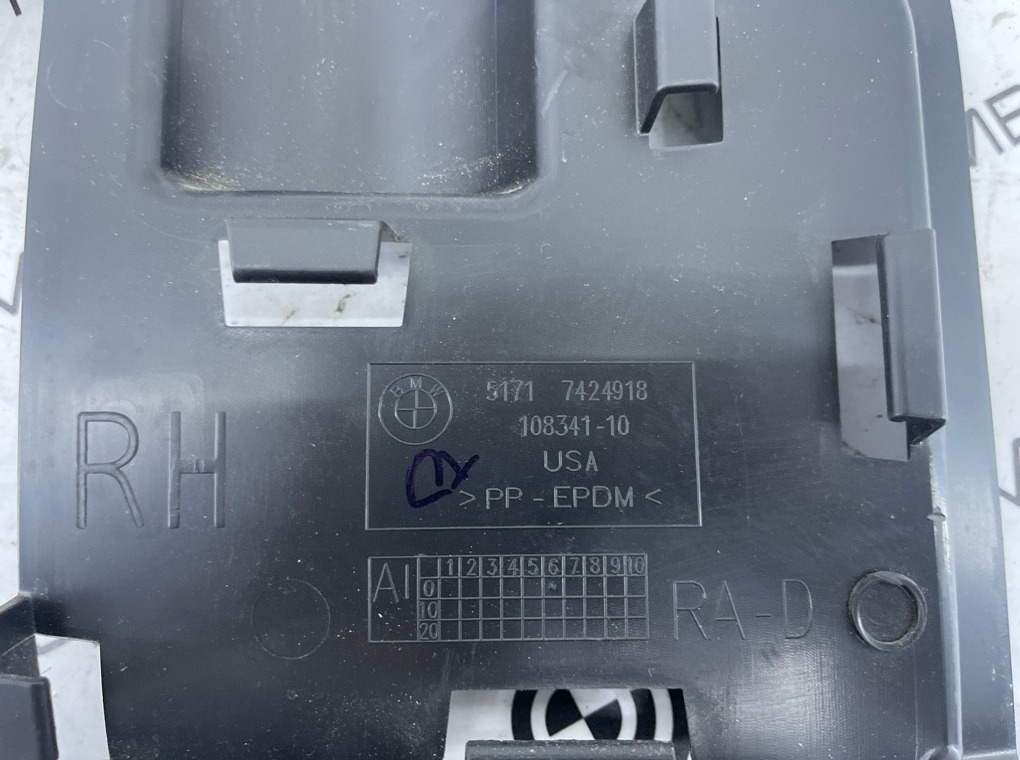 BMW
5171 7424918
108341-10
USA
>PP-EPDM<
RH
AI
1 2 3 4 5 6 7 8 9 10
0
10
20
RA-D